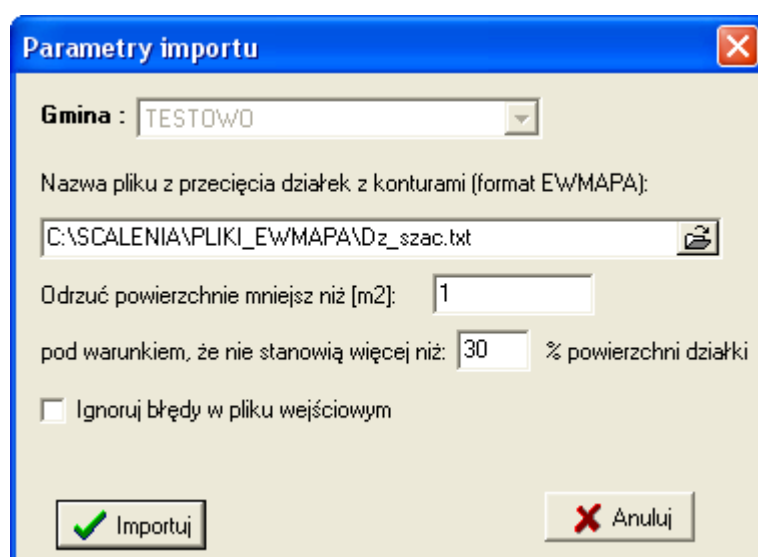 Parametry importu
Gmina : TESTOWO
Nazwa pliku z przecięcia działek z konturami (format EWMAPA):
C:\SCALENIA\PLIKI_EWMAPA\Dz_szac.txt
Odrzuć powierzchnie mniejsz niż [m2]: 1
pod warunkiem, że nie stanowią więcej niż: 30 % powierzchni działki
Ignoruj błędy w pliku wejściowym
Importuj Anuluj